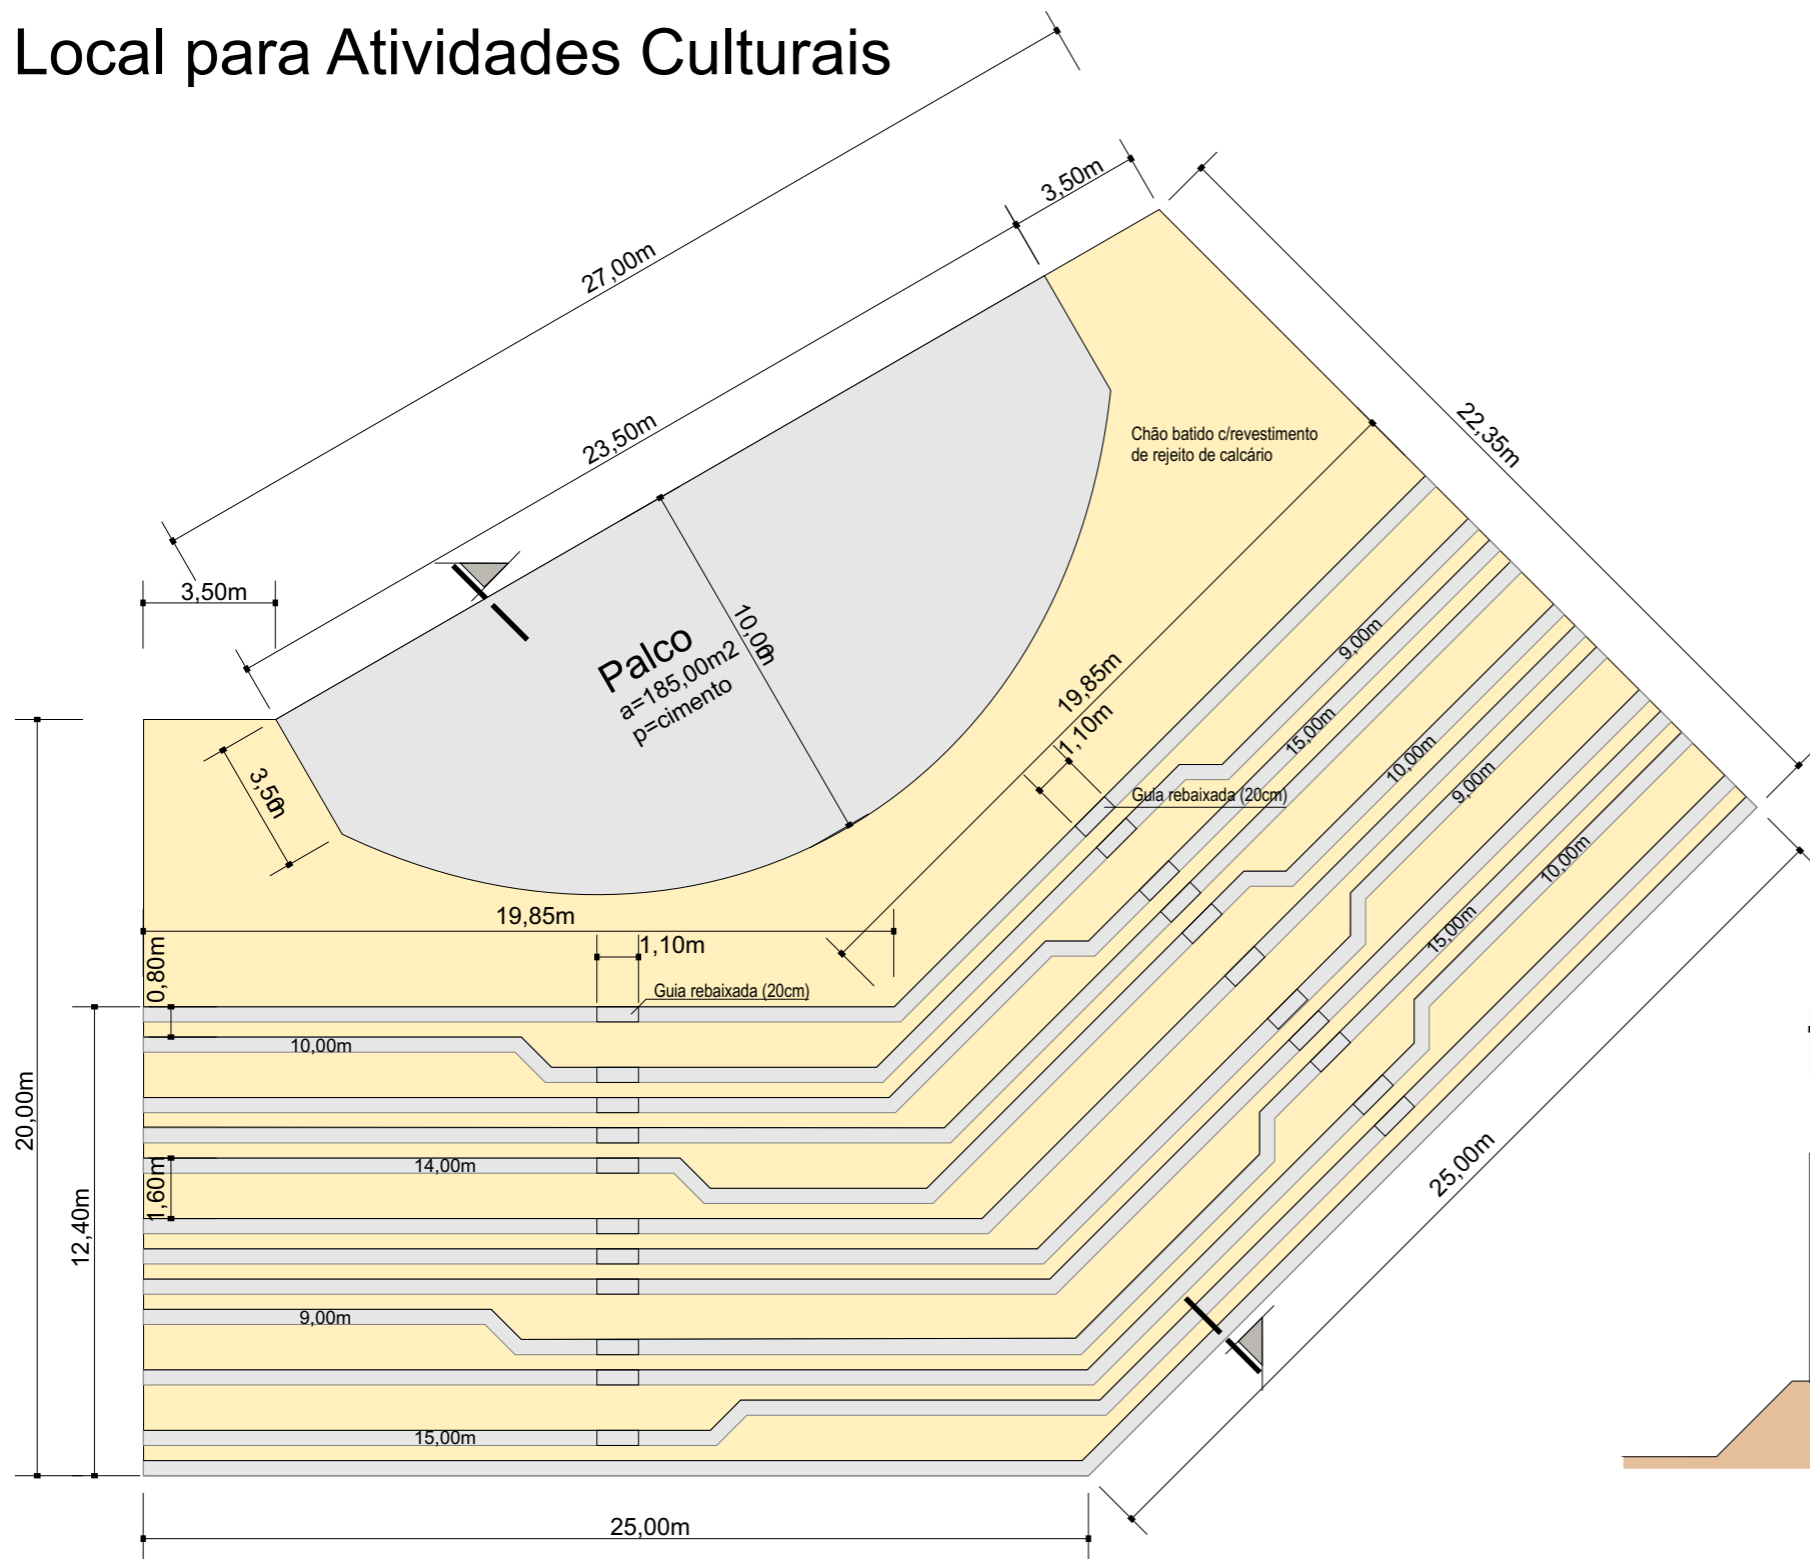 Local para Atividades Culturais
3,50m
27,00m
22,35m
23,50m
Chão batido c/revestimento
de rejeito de calcário
3,50m
10,00m
Palco
a=185,00m2
p=cimento
9,00m
19,85m
1,10m
15,00m
10,00m
3,50m
9,00m
Guia rebaixada (20cm)
10,00m
19,85m
1,10m
15,00m
0,80m
Guia rebaixada (20cm)
10,00m
20,00m
14,00m
1,60m
12,40m
25,00m
9,00m
15,00m
25,00m